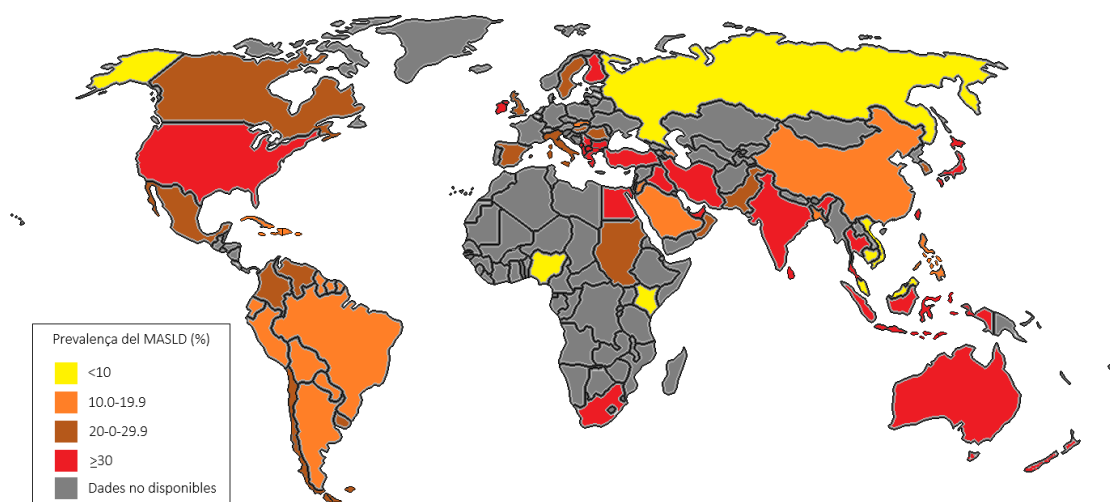 Prevalença del MASLD (%)
<10
10.0-19.9
20-0-29.9
≥30
Dades no disponibles